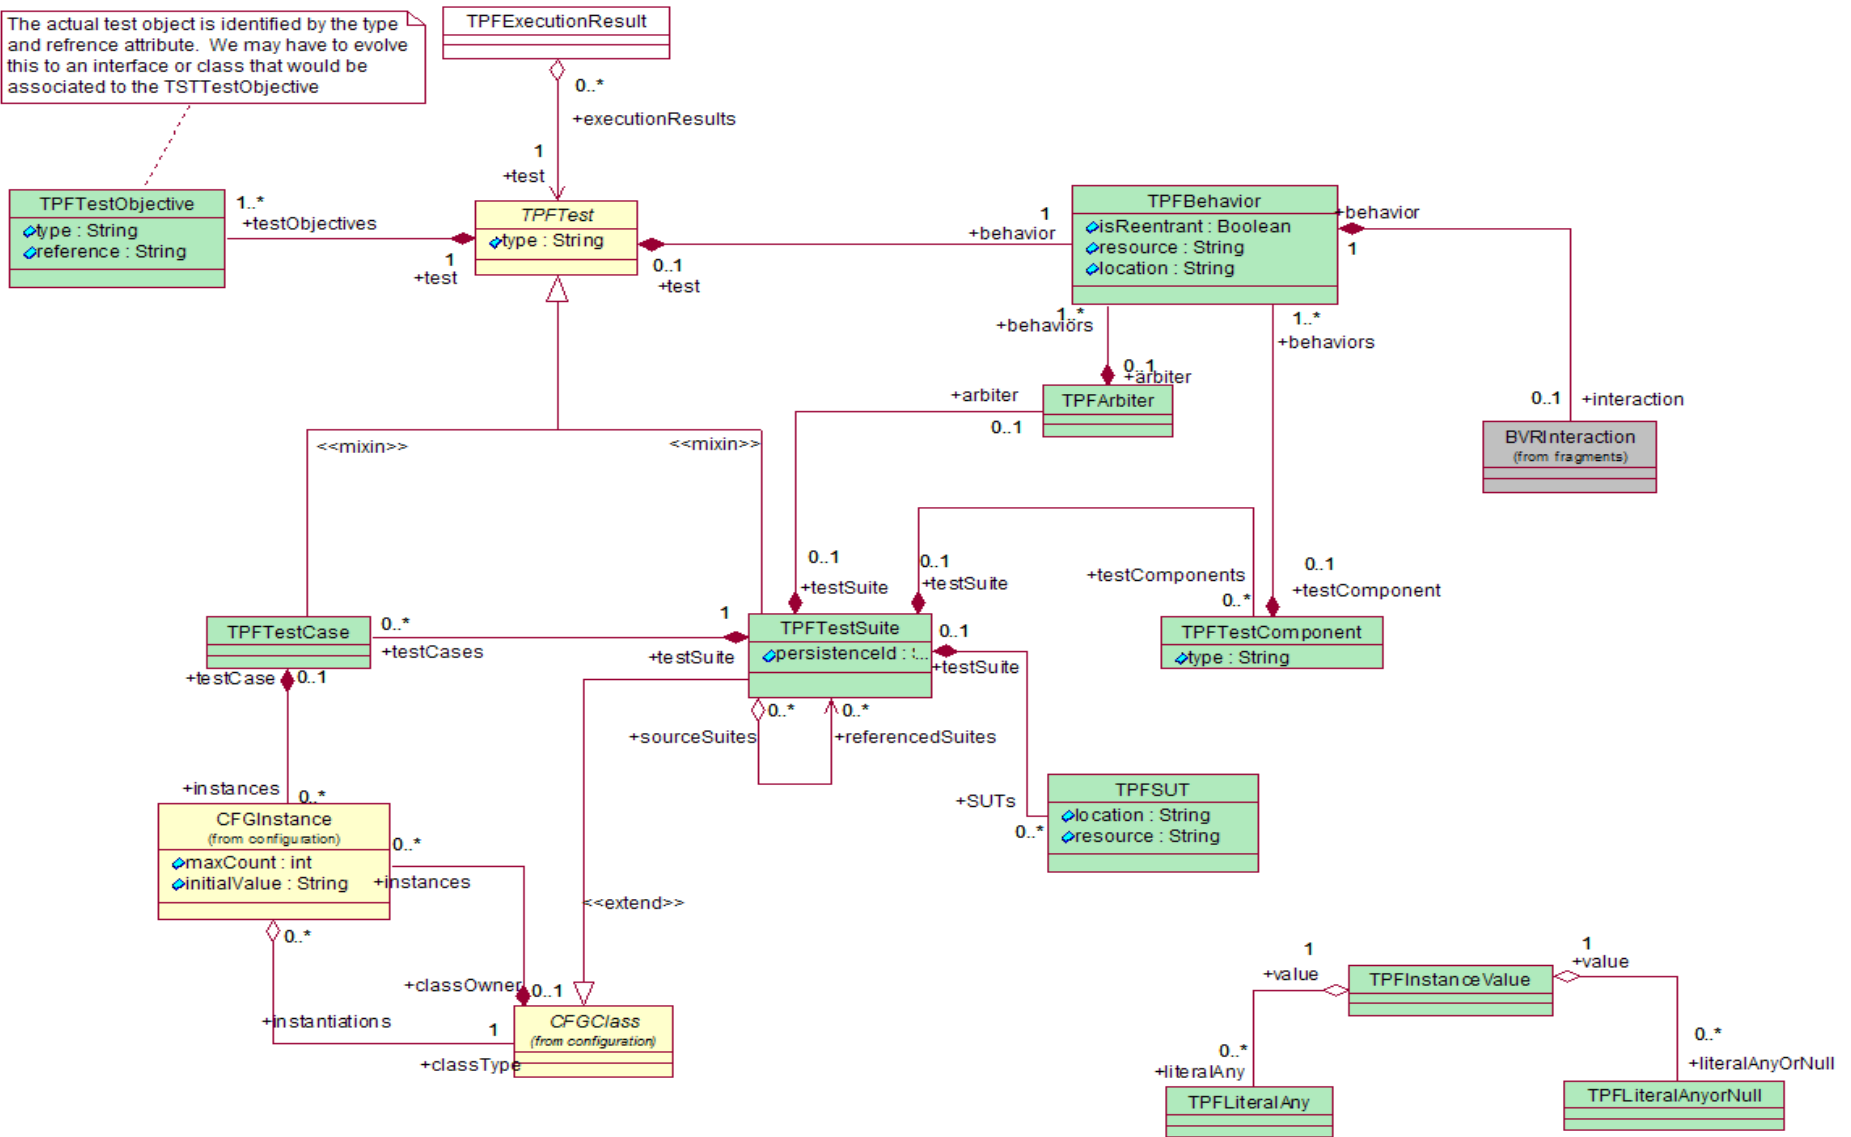 The actual test object is identified by the type
and refrence attribute. We may have to evolve
this to an interface or class that would be
associated to the TSTTestObjective
TPFExecutionResult
0..*
+executionResults
1
+test
TPFTestObjective
type : String
reference : String
1..*
+testObjectives
TPFTest
type : String
1
+test
0..1
+test
1
+behavior
TPFBehavior
isReentrant : Boolean
resource : String
location : String
+behavior
1
1..*
+behaviors
1..*
+behaviors
0..1
+arbiter
+arbiter
0..1
TPFArbiter
0..1
+interaction
BVRInteraction
(from fragments)
<<mixin>>
<<mixin>>
0..1
+testSuite
0..1
+testSuite
+testComponents
0..*
0..1
+testComponent
TPFTestCase
0..*
+testCases
1
+testSuite
TPFTestSuite
persistenceId : S...
0..1
+testSuite
TPFTestComponent
type : String
+testCase
0..1
0..*
+sourceSuites
0..*
+referencedSuites
+instances
0..*
CFGInstance
(from configuration)
maxCount : int
initialValue : String
0..*
+instances
+SUTs
0..*
TPFSUT
location : String
resource : String
<<extend>>
0..*
+classOwner
0..1
+instantiations
1
+classType
CFGClass
(from configuration)
1
+value
TPFInstanceValue
1
+value
0..*
+literalAny
TPFLiteralAny
0..*
+literalAnyOrNull
TPFLiteralAnyorNull